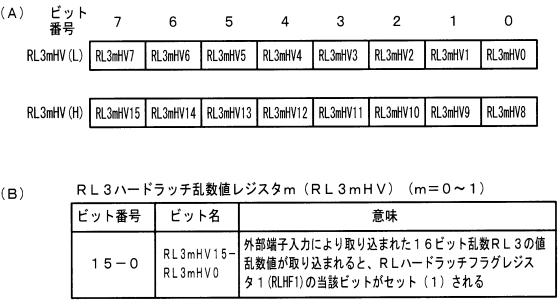 (A) ビット番号 7 6 5 4 3 2 1 0
RL3mHV(L) RL3mHV7 RL3mHV6 RL3mHV5 RL3mHV4 RL3mHV3 RL3mHV2 RL3mHV1 RL3mHV0
RL3mHV(H) RL3mHV15 RL3mHV14 RL3mHV13 RL3mHV12 RL3mHV11 RL3mHV10 RL3mHV9 RL3mHV8
(B) RL3ハードラッチ乱数値レジスタm(RL3mHV)(m=0~1)
ビット番号 ビット名 意味
15-0 RL3mHV15-
RL3mHV0
外部端子入力により取り込まれた16ビット乱数RL3の値
乱数値が取り込まれると、RLハードラッチフラグレジス
タ1(RLHF1)の当該ビットがセット(1)される